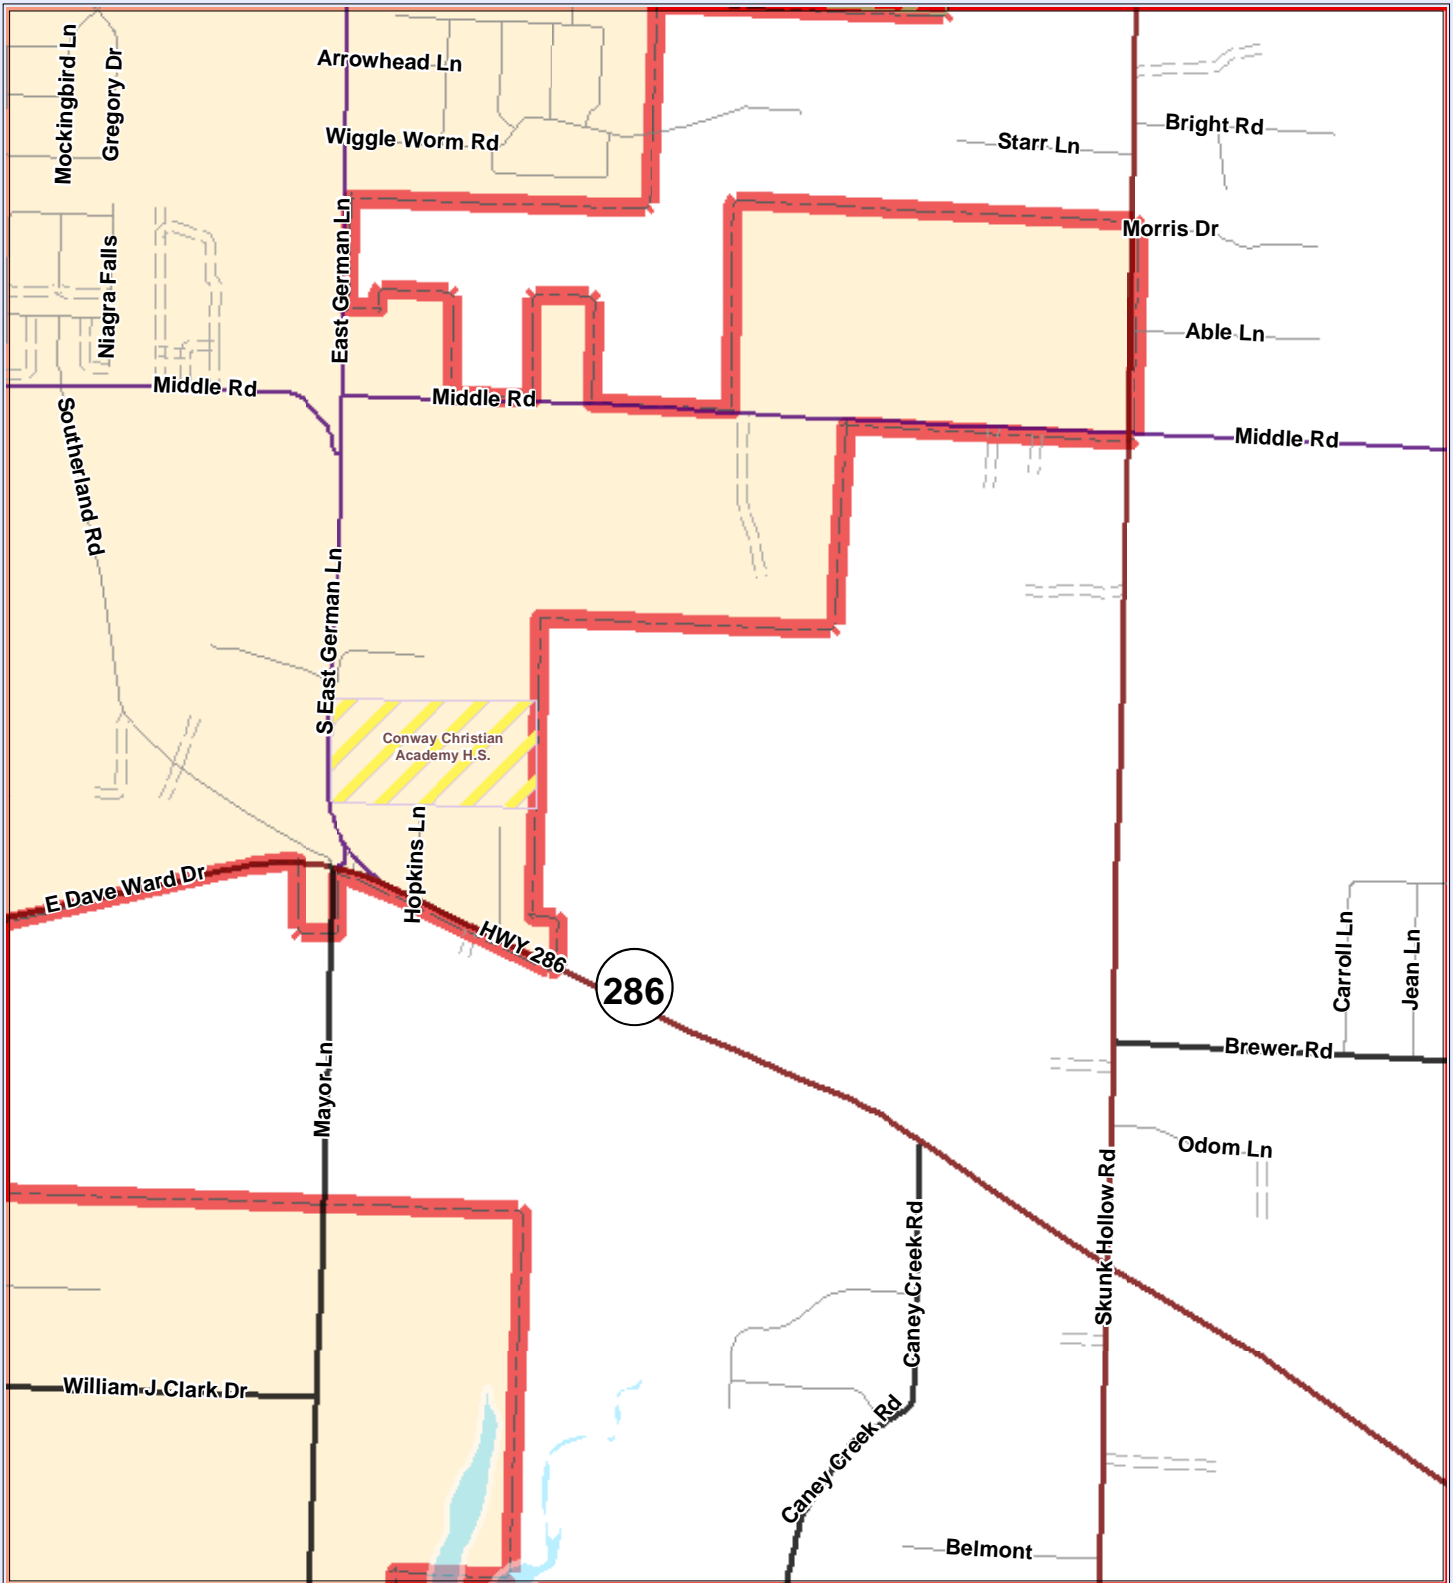 Mockingbird Ln
Gregory Dr
Arrowhead Ln
Wiggle Worm Rd
Starr Ln
Bright Rd
Morris Dr
East German Ln
Niagra Falls
Able Ln
Middle Rd
Middle Rd
Middle Rd
Southerland Rd
S East German Ln
Conway Christian
Academy H.S.
Hopkins Ln
E Dave Ward Dr
HWY 286
286
Carroll Ln
Jean Ln
Brewer Rd
Mayor Ln
Odom Ln
Skunk Hollow Rd
Caney Creek Rd
William J Clark Dr
Caney Creek Rd
Belmont